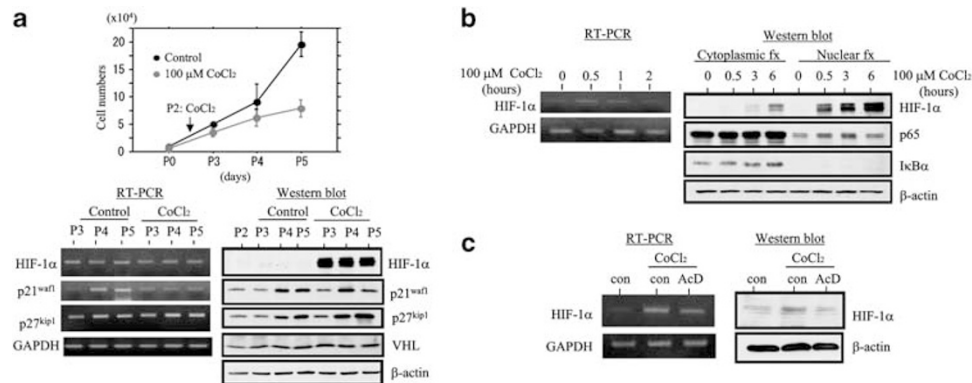 a
(x10⁴)
20
15
10
5
0
Cell numbers
Control
100 µM CoCl₂
P2: CoCl₂
P0 P3 P4 P5
(days)
RT-PCR
Control CoCl₂
P3 P4 P5 P3 P4 P5
HIF-1α
p21ʷᵃᶠ¹
p27ᵏⁱᵖ¹
GAPDH
Western blot
Control CoCl₂
P2 P3 P4 P5 P3 P4 P5
HIF-1α
p21ʷᵃᶠ¹
p27ᵏⁱᵖ¹
VHL
β-actin
b
RT-PCR
100 µM CoCl₂ 0 0.5 1 2
(hours)
HIF-1α
GAPDH
Western blot
Cytoplasmic fx Nuclear fx
0 0.5 3 6 0 0.5 3 6 100 µM CoCl₂
(hours)
HIF-1α
p65
IκBα
β-actin
c
RT-PCR
CoCl₂
con con AcD
HIF-1α
GAPDH
Western blot
CoCl₂
con con AcD
HIF-1α
β-actin